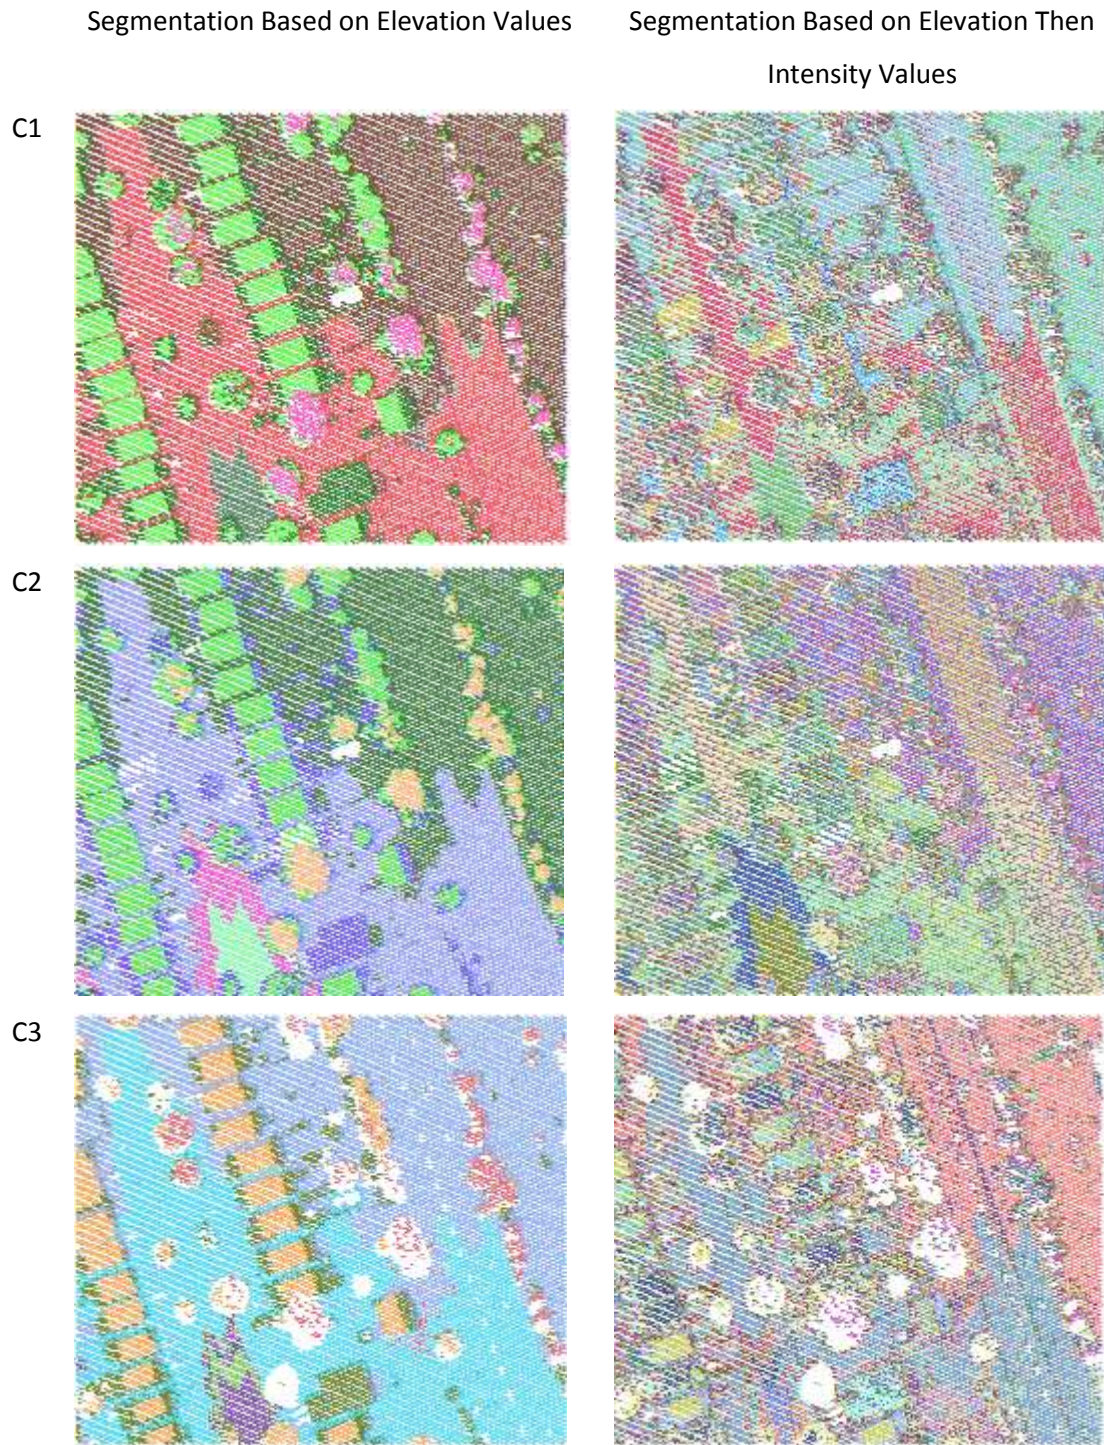 Segmentation Based on Elevation Values
Segmentation Based on Elevation Then
Intensity Values
C1
C2
C3